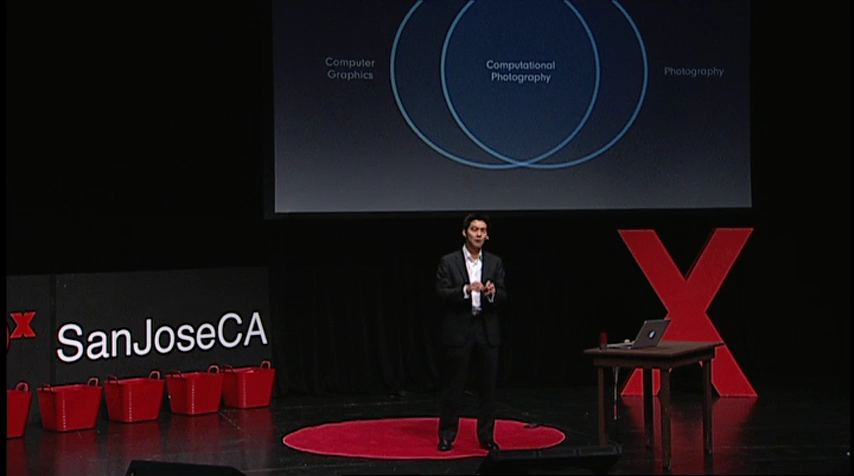 Computer
Graphics
Computational
Photography
Photography
x
SanJoseCA
X